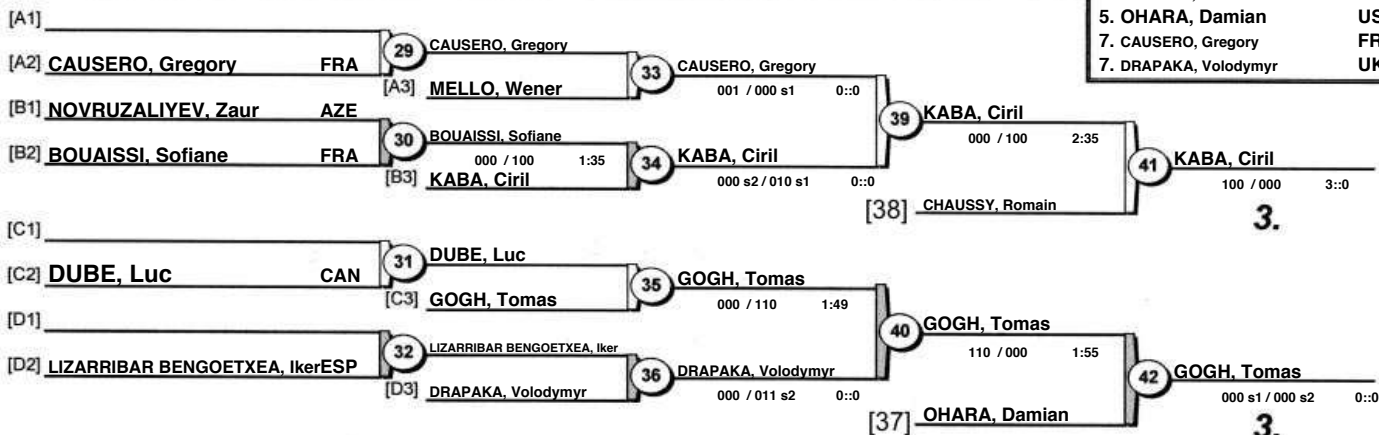 5. OHARA, Damian US
7. CAUSERO, Gregory FR
7. DRAPAKA, Volodymyr UK
[A1]
[A2] CAUSERO, Gregory FRA
29
CAUSERO, Gregory
[A3] MELLO, Wener
33
CAUSERO, Gregory
001 / 000 s1 0::0
[B1] NOVRUZALIYEV, Zaur AZE
[B2] BOUAISSI, Sofiane FRA
30
BOUAISSI, Sofiane
000 / 100 1:35
[B3] KABA, Ciril
34
KABA, Ciril
000 s2 / 010 s1 0::0
39
KABA, Ciril
000 / 100 2:35
[38] CHAUSSY, Romain
41
KABA, Ciril
100 / 000 3::0
3.
[C1]
[C2] DUBE, Luc CAN
31
DUBE, Luc
[C3] GOGH, Tomas
35
GOGH, Tomas
000 / 110 1:49
[D1]
[D2] LIZARRIBAR BENGOETXEA, IkerESP
32
LIZARRIBAR BENGOETXEA, Iker
[D3] DRAPAKA, Volodymyr
36
DRAPAKA, Volodymyr
000 / 011 s2 0::0
40
GOGH, Tomas
110 / 000 1:55
[37] OHARA, Damian
42
GOGH, Tomas
000 s1 / 000 s2 0::0
3.